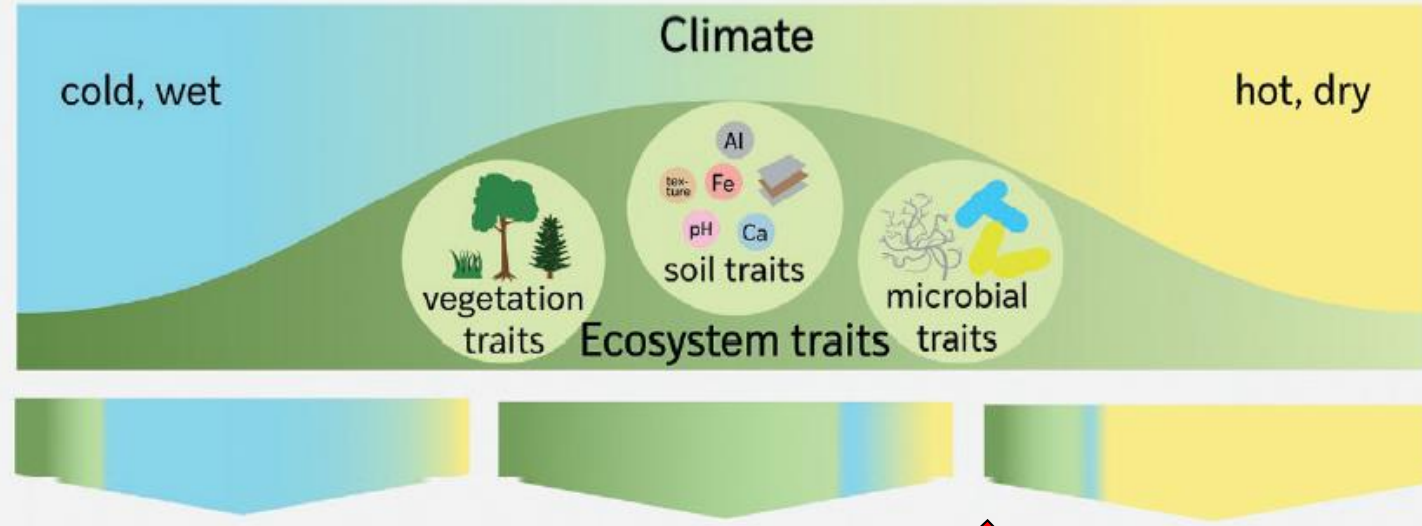 Climate
cold, wet
hot, dry
Al
tex-
ture
Fe
pH
Ca
soil traits
vegetation
traits
microbial
traits
Ecosystem traits